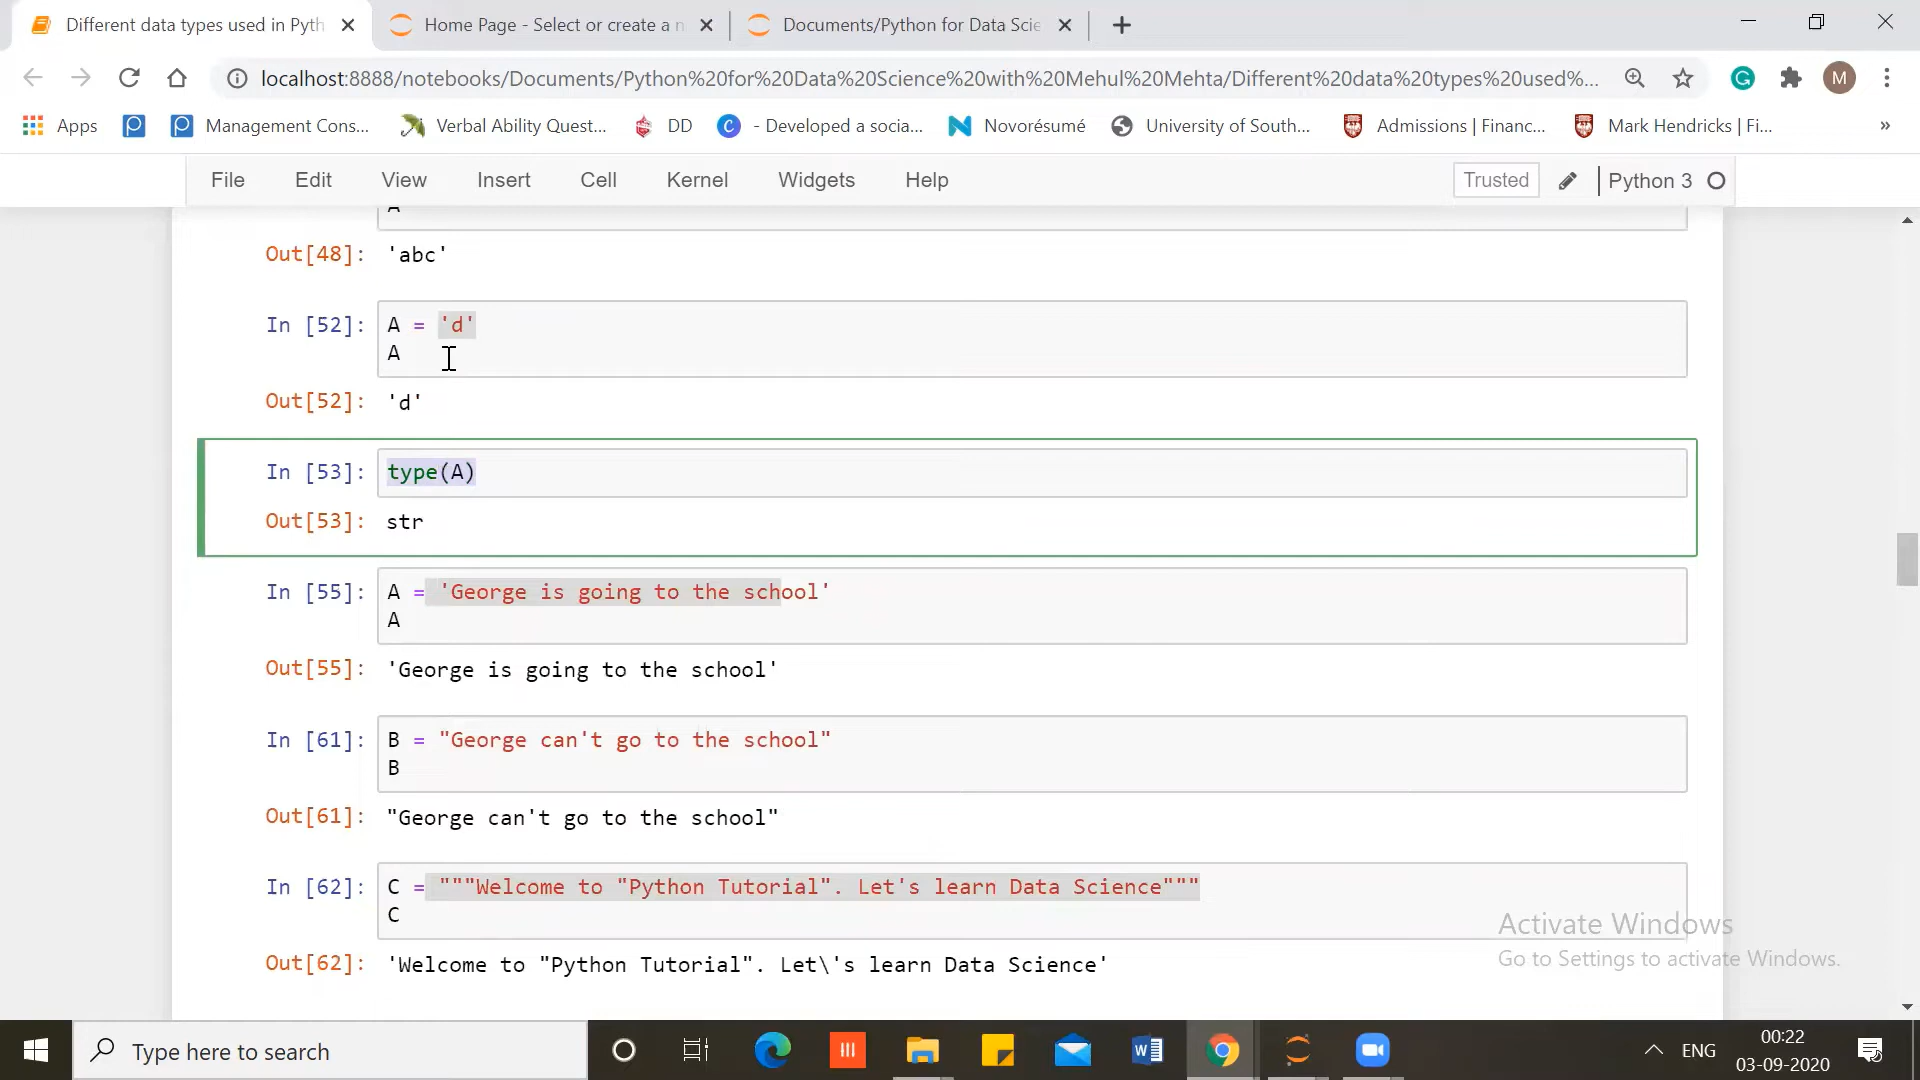 Different data types used in Pyth
Home Page - Select or create a n
Documents/Python for Data Scie
localhost:8888/notebooks/Documents/Python%20for%20Data%20Science%20with%20Mehul%20Mehta/Different%20data%20types%20used%...
M
Apps
Management Cons...
Verbal Ability Quest...
DD
- Developed a socia...
Novorésumé
University of South...
Admissions | Financ...
Mark Hendricks | Fi...
»
File
Edit
View
Insert
Cell
Kernel
Widgets
Help
Trusted
Python 3
A
Out[48]: 'abc'
In [52]: A = 'd'
A
Out[52]: 'd'
In [53]: type(A)
Out[53]: str
In [55]: A = 'George is going to the school'
A
Out[55]: 'George is going to the school'
In [61]: B = "George can't go to the school"
B
Out[61]: "George can't go to the school"
In [62]: C = """Welcome to "Python Tutorial". Let's learn Data Science"""
C
Out[62]: 'Welcome to "Python Tutorial". Let\'s learn Data Science'
Activate Windows
Go to Settings to activate Windows.
Type here to search
ENG
00:22
03-09-2020